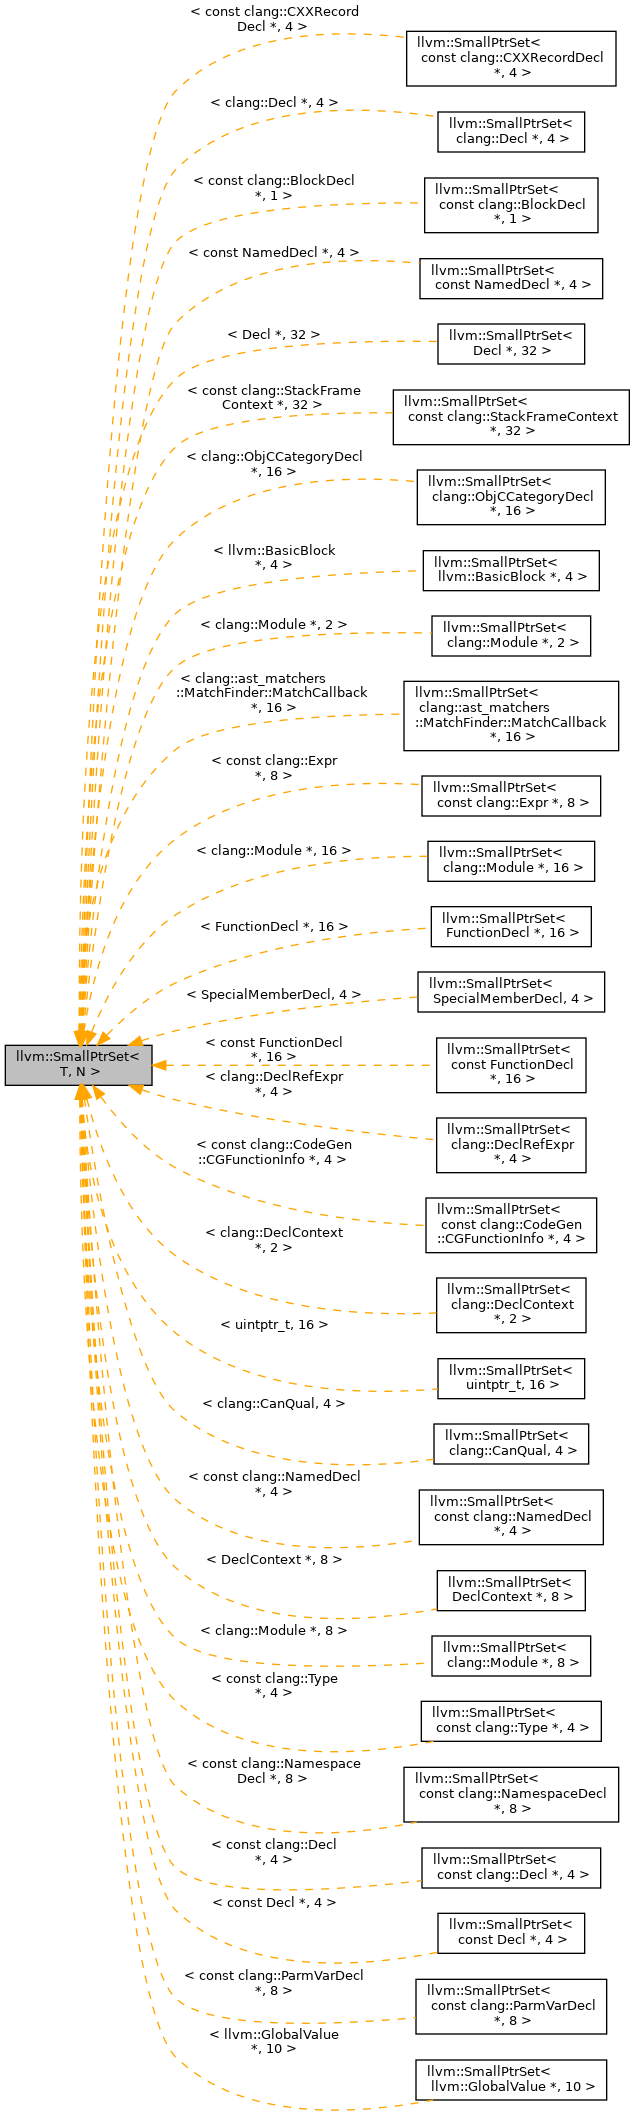 < const clang::CXXRecord
Decl *, 4 >
llvm::SmallPtrSet<
const clang::CXXRecordDecl
*, 4 >
< clang::Decl *, 4 >
llvm::SmallPtrSet<
clang::Decl *, 4 >
< const clang::BlockDecl
*, 1 >
llvm::SmallPtrSet<
const clang::BlockDecl
*, 1 >
< const NamedDecl *, 4 >
llvm::SmallPtrSet<
const NamedDecl *, 4 >
< Decl *, 32 >
llvm::SmallPtrSet<
Decl *, 32 >
< const clang::StackFrame
Context *, 32 >
llvm::SmallPtrSet<
const clang::StackFrameContext
*, 32 >
< clang::ObjCCategoryDecl
*, 16 >
llvm::SmallPtrSet<
clang::ObjCCategoryDecl
*, 16 >
< llvm::BasicBlock
*, 4 >
llvm::SmallPtrSet<
llvm::BasicBlock *, 4 >
< clang::Module *, 2 >
llvm::SmallPtrSet<
clang::Module *, 2 >
< clang::ast_matchers
::MatchFinder::MatchCallback
*, 16 >
llvm::SmallPtrSet<
clang::ast_matchers
::MatchFinder::MatchCallback
*, 16 >
< const clang::Expr
*, 8 >
llvm::SmallPtrSet<
const clang::Expr *, 8 >
< clang::Module *, 16 >
llvm::SmallPtrSet<
clang::Module *, 16 >
< FunctionDecl *, 16 >
llvm::SmallPtrSet<
FunctionDecl *, 16 >
< SpecialMemberDecl, 4 >
llvm::SmallPtrSet<
SpecialMemberDecl, 4 >
llvm::SmallPtrSet<
T, N >
< const FunctionDecl
*, 16 >
llvm::SmallPtrSet<
const FunctionDecl
*, 16 >
< clang::DeclRefExpr
*, 4 >
llvm::SmallPtrSet<
clang::DeclRefExpr
*, 4 >
< const clang::CodeGen
::CGFunctionInfo *, 4 >
llvm::SmallPtrSet<
const clang::CodeGen
::CGFunctionInfo *, 4 >
< clang::DeclContext
*, 2 >
llvm::SmallPtrSet<
clang::DeclContext
*, 2 >
< uintptr_t, 16 >
llvm::SmallPtrSet<
uintptr_t, 16 >
< clang::CanQual, 4 >
llvm::SmallPtrSet<
clang::CanQual, 4 >
< const clang::NamedDecl
*, 4 >
llvm::SmallPtrSet<
const clang::NamedDecl
*, 4 >
< DeclContext *, 8 >
llvm::SmallPtrSet<
DeclContext *, 8 >
< clang::Module *, 8 >
llvm::SmallPtrSet<
clang::Module *, 8 >
< const clang::Type
*, 4 >
llvm::SmallPtrSet<
const clang::Type *, 4 >
< const clang::Namespace
Decl *, 8 >
llvm::SmallPtrSet<
const clang::NamespaceDecl
*, 8 >
< const clang::Decl
*, 4 >
llvm::SmallPtrSet<
const clang::Decl *, 4 >
< const Decl *, 4 >
llvm::SmallPtrSet<
const Decl *, 4 >
< const clang::ParmVarDecl
*, 8 >
llvm::SmallPtrSet<
const clang::ParmVarDecl
*, 8 >
< llvm::GlobalValue
*, 10 >
llvm::SmallPtrSet<
llvm::GlobalValue *, 10 >